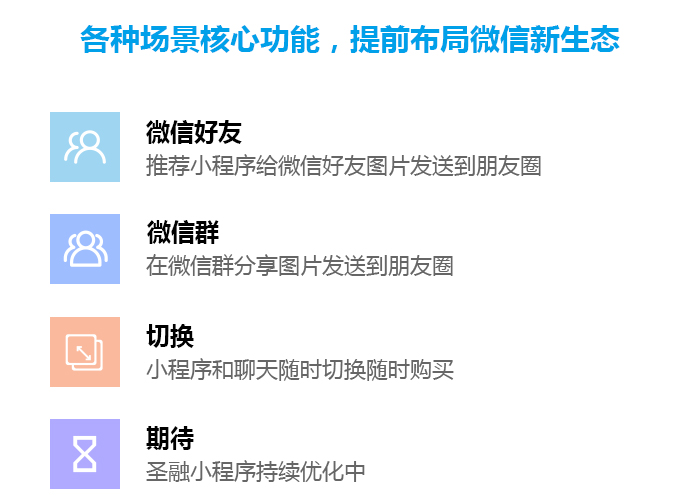 各种场景核心功能，提前布局微信新生态
微信好友
推荐小程序给微信好友图片发送到朋友圈
微信群
在微信群分享图片发送到朋友圈
切换
小程序和聊天随时切换随时购买
期待
圣融小程序持续优化中